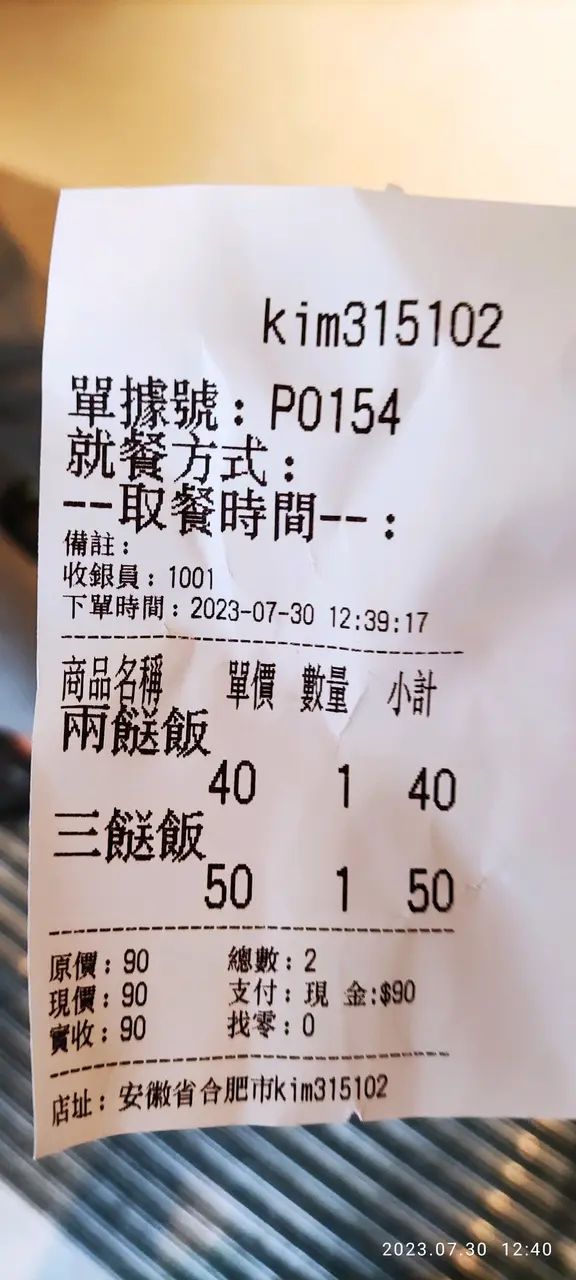 kim315102
單據號：P0154
就餐方式：
--取餐時間--：
備註：
收銀員：1001
下單時間：2023-07-30 12:39:17
商品名稱 單價 數量 小計
兩餸飯
40 1 40
三餸飯
50 1 50
原價：90 總數：2
現價：90 支付：現 金:$90
實收：90 找零：0
店址：安徽省合肥市kim315102
2023.07.30 12:40